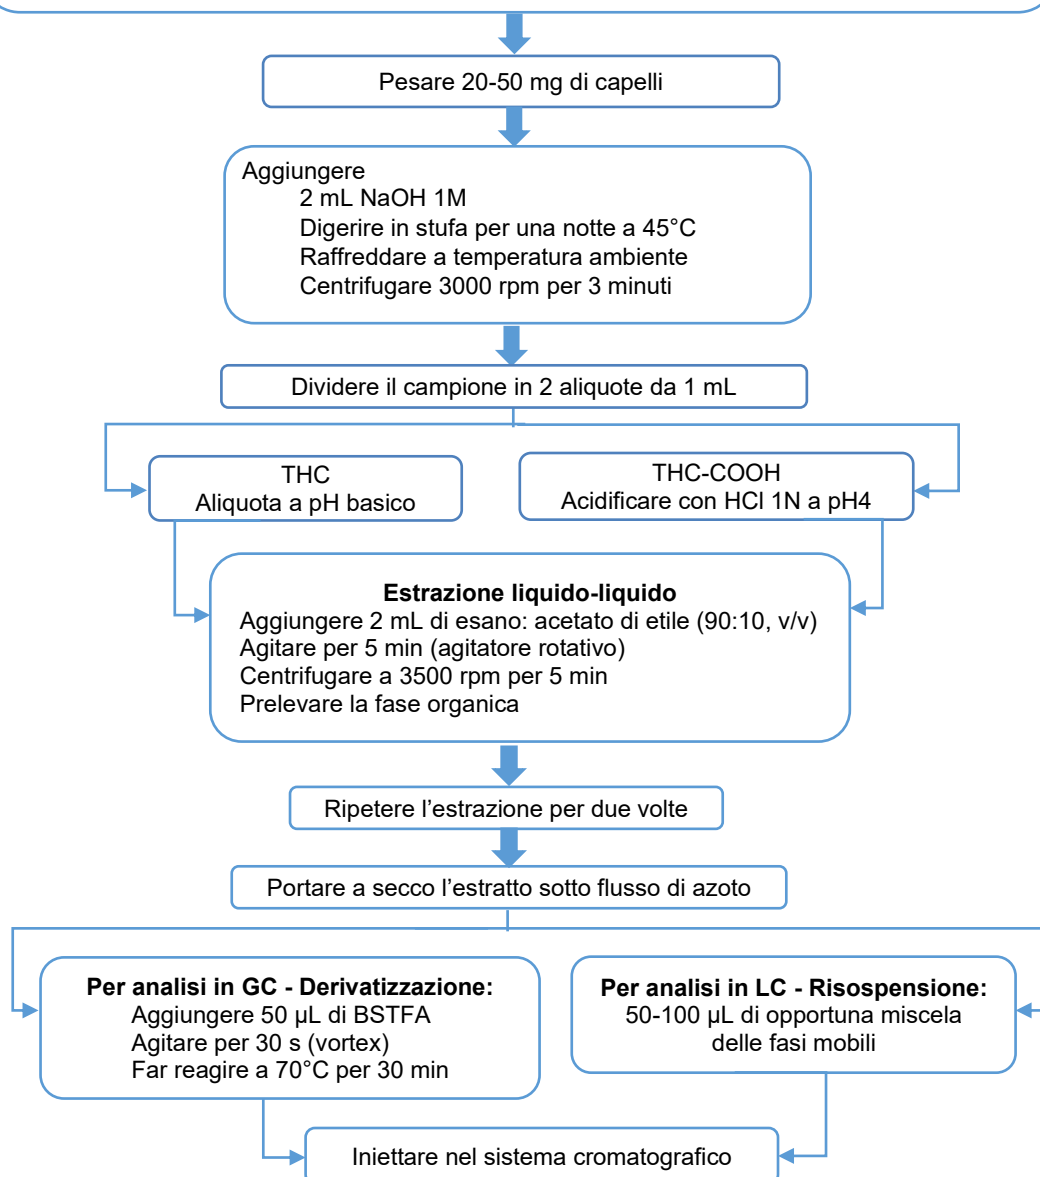 Pesare 20-50 mg di capelli
Aggiungere
2 mL NaOH 1M
Digerire in stufa per una notte a 45°C
Raffreddare a temperatura ambiente
Centrifugare 3000 rpm per 3 minuti
Dividere il campione in 2 aliquote da 1 mL
THC
Aliquota a pH basico
THC-COOH
Acidificare con HCl 1N a pH4
Estrazione liquido-liquido
Aggiungere 2 mL di esano: acetato di etile (90:10, v/v)
Agitare per 5 min (agitatore rotativo)
Centrifugare a 3500 rpm per 5 min
Prelevare la fase organica
Ripetere l’estrazione per due volte
Portare a secco l’estratto sotto flusso di azoto
Per analisi in GC - Derivatizzazione:
Aggiungere 50 µL di BSTFA
Agitare per 30 s (vortex)
Far reagire a 70°C per 30 min
Per analisi in LC - Risospensione:
50-100 µL di opportuna miscela
delle fasi mobili
Iniettare nel sistema cromatografico